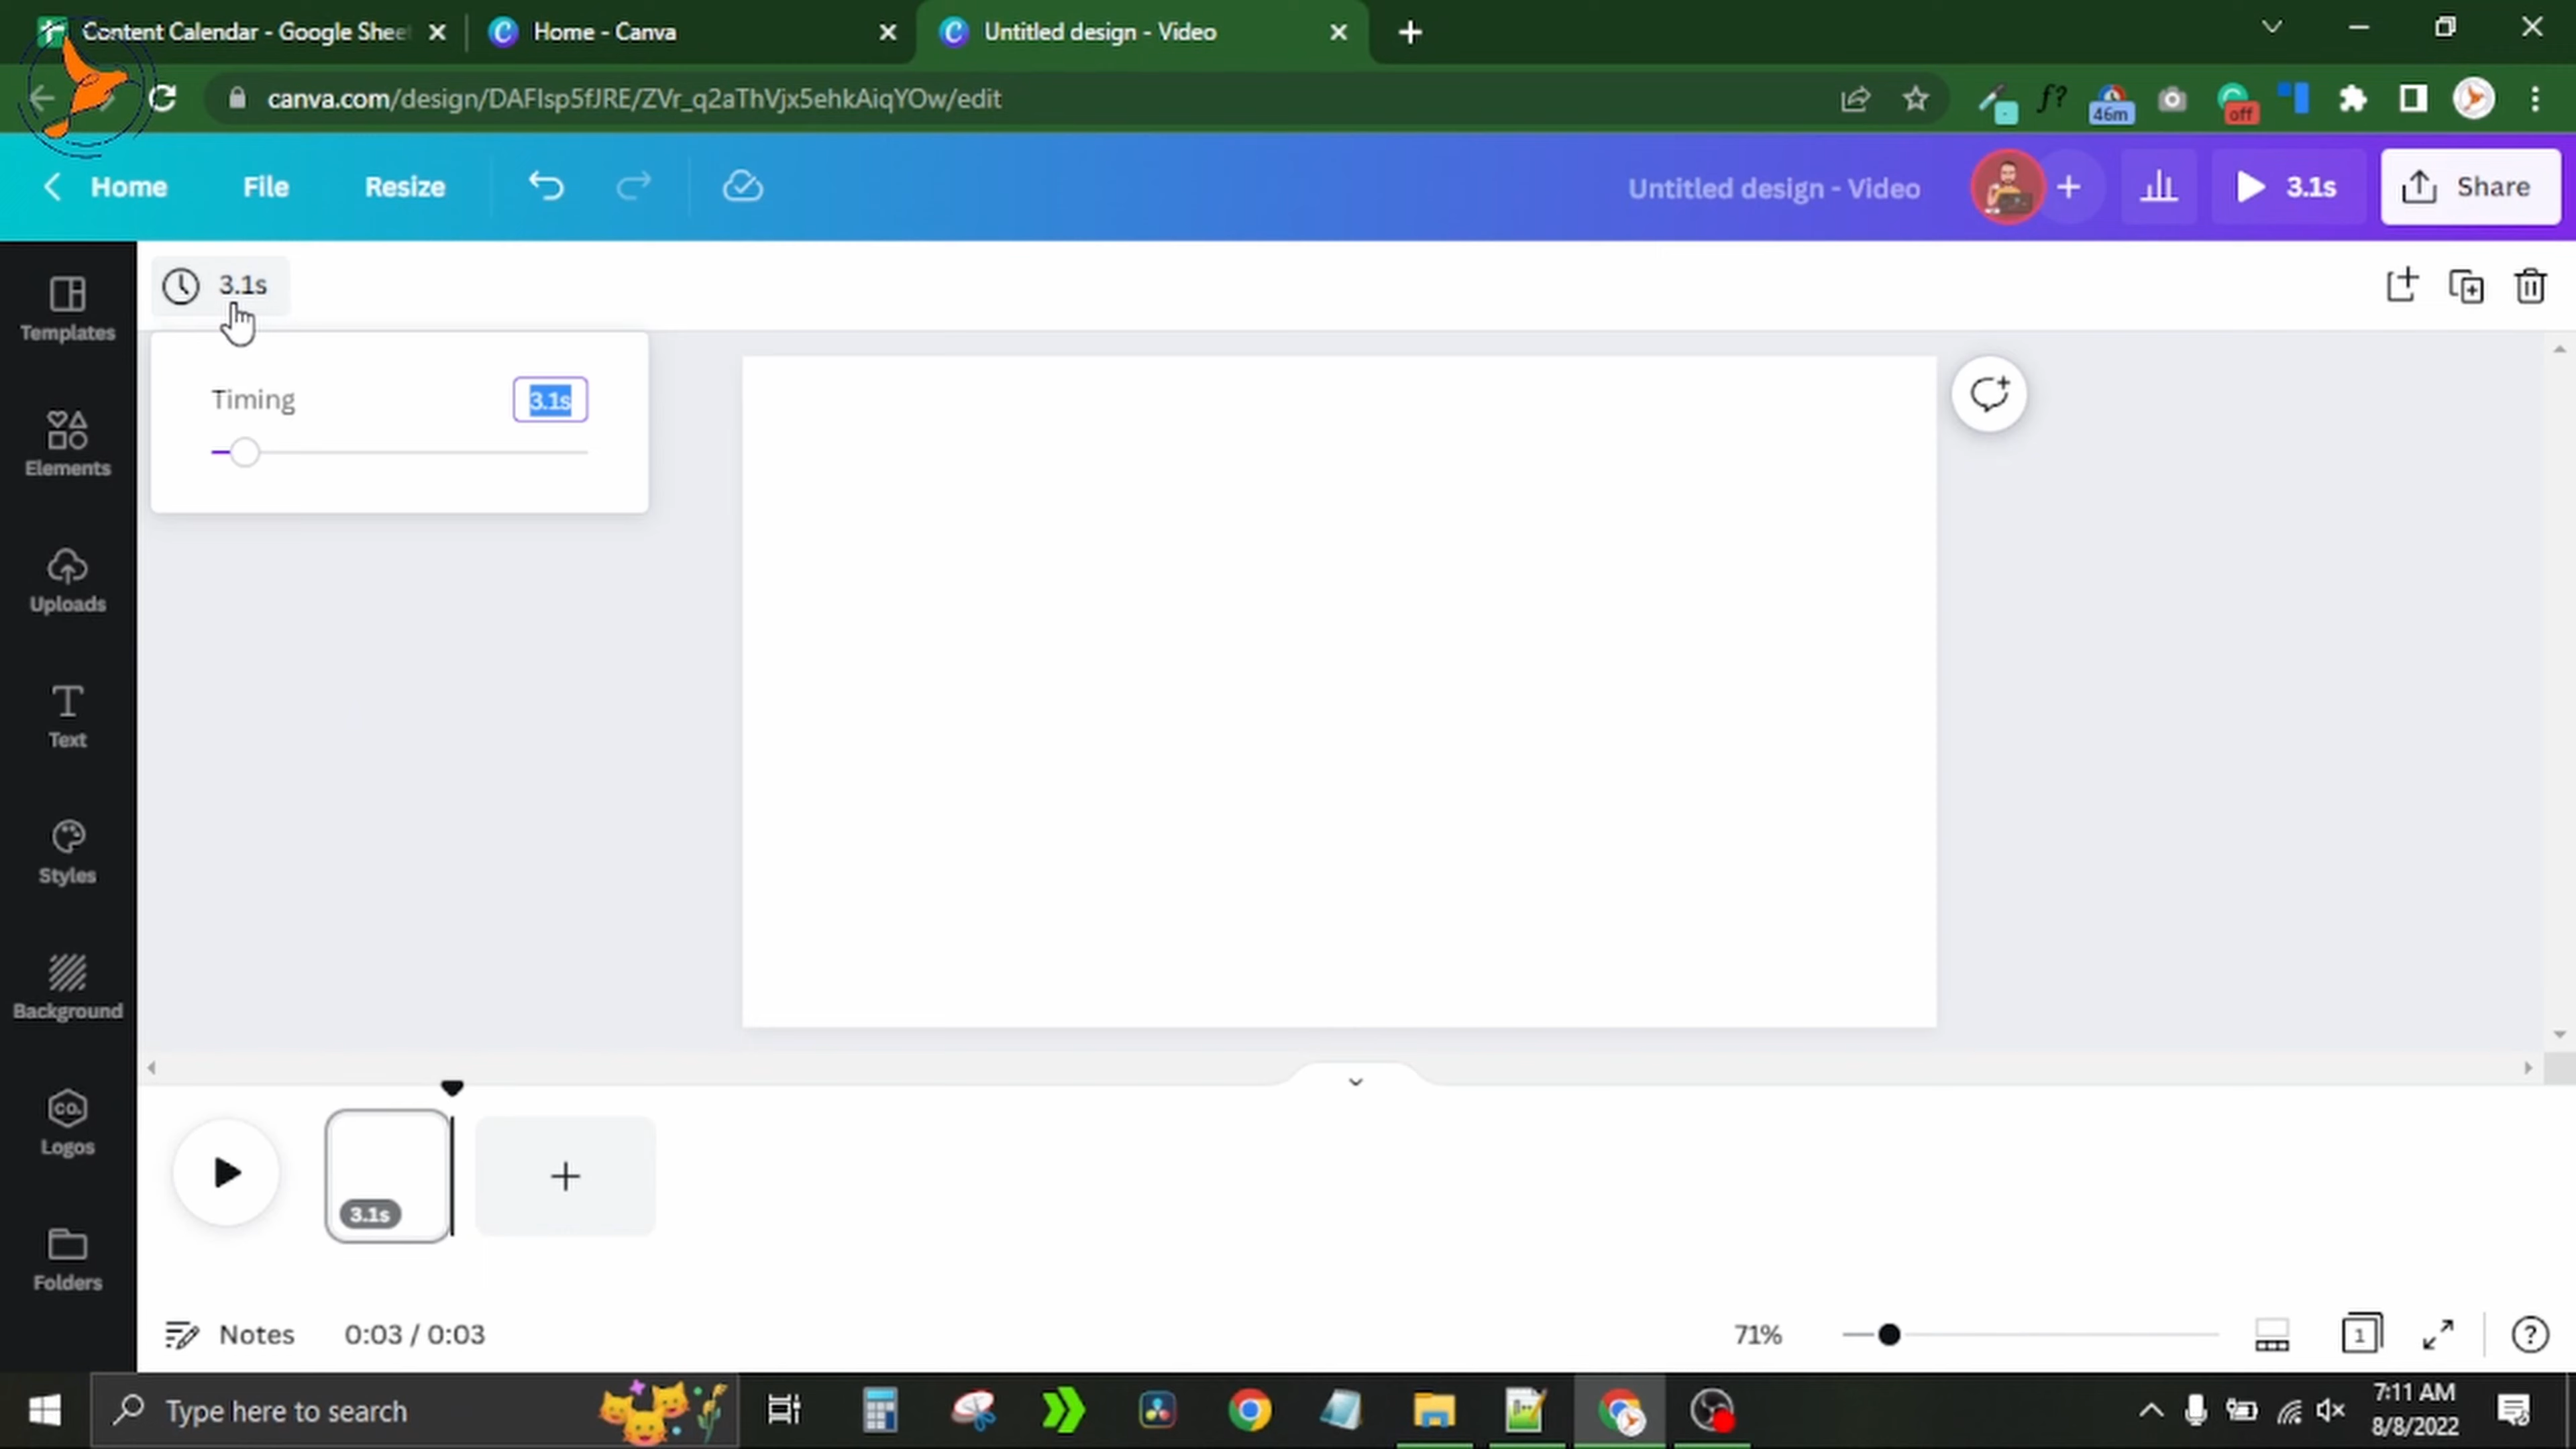 Content Calendar - Google Sheet
Home - Canva
Untitled design - Video
canva.com/design/DAFIsp5fJRE/ZVr_q2aThVjx5ehkAiqYOw/edit
f?
46m
off
Home
File
Resize
Untitled design - Video
3.1s
Share
3.1s
Timing
3.1s
Templates
Elements
Uploads
Text
Styles
Background
CO.
Logos
Folders
3.1s
Notes
0:03 / 0:03
71%
1
?
Type here to search
7:11 AM
8/8/2022